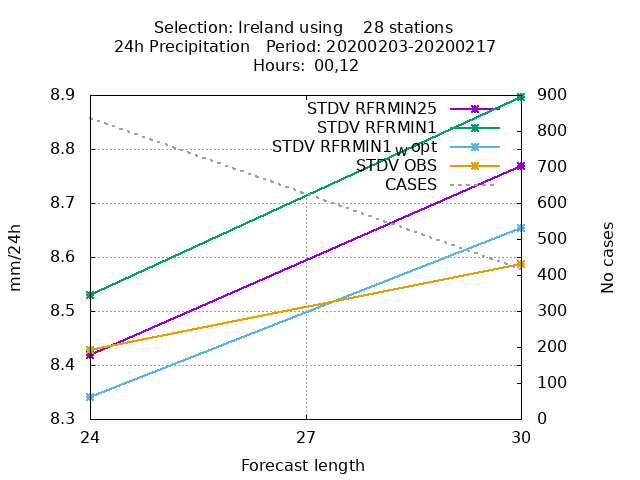 Selection: Ireland using    28 stations
24h Precipitation   Period: 20200203-20200217
Hours:  00,12
8.9
8.8
8.7
8.6
8.5
8.4
8.3
mm/24h
STDV RFRMIN25
STDV RFRMIN1
STDV RFRMIN1wopt
STDV OBS
CASES
900
800
700
600
500
400
300
200
100
0
No cases
24 27 30
Forecast length